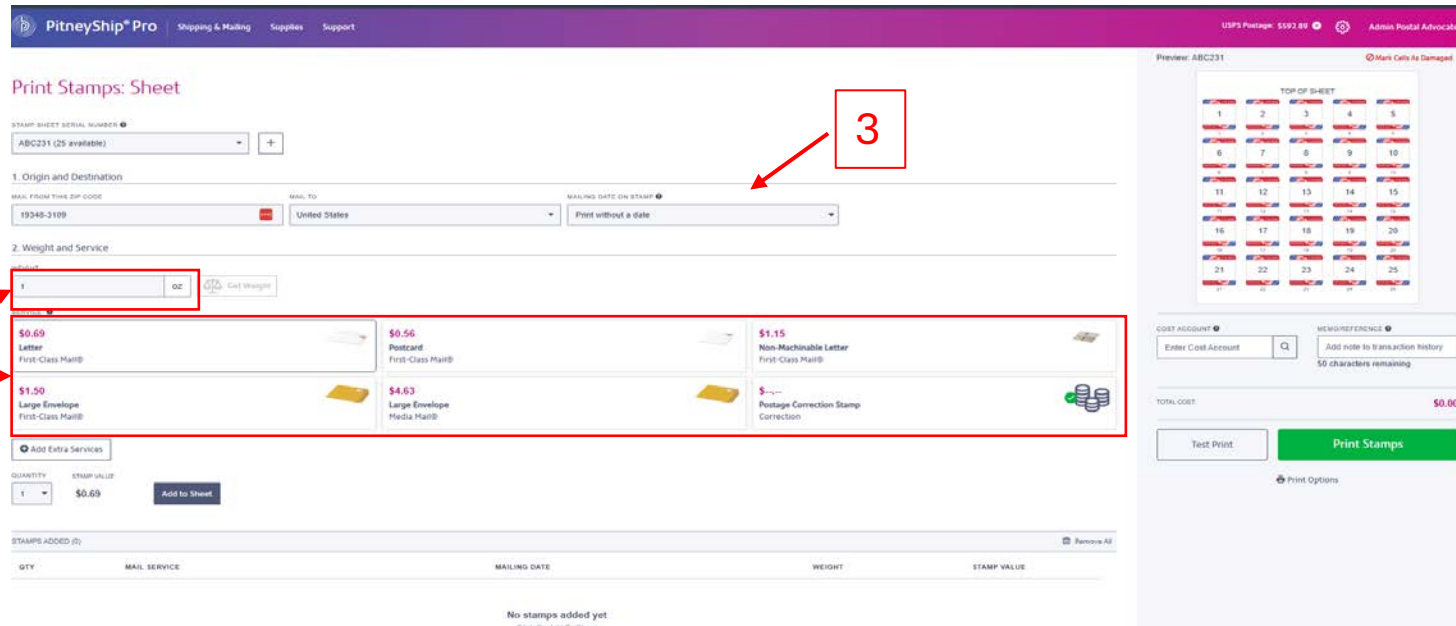 PitneyShip® Pro Shipping & Mailing Supplies Support
USPS Postage: $592.89 Admin Postal Advocate
Print Stamps: Sheet
STAMP SHEET SERIAL NUMBER
ABC231 (25 available) +
1. Origin and Destination
MAIL FROM THIS ZIP CODE MAIL TO MAILING DATE ON STAMP
19348-3109 United States Print without a date
3
2. Weight and Service
WEIGHT
1 oz Get Weight
SERVICE
$0.69 $0.56 $1.15
Letter Postcard Non-Machinable Letter
First-Class Mail® First-Class Mail® First-Class Mail®
$1.50 $4.63 $--.--
Large Envelope Large Envelope Postage Correction Stamp
First-Class Mail® Media Mail® Correction
Add Extra Services
QUANTITY STAMP VALUE
1 $0.69 Add to Sheet
STAMPS ADDED (0) Remove All
QTY MAIL SERVICE MAILING DATE WEIGHT STAMP VALUE
No stamps added yet
Preview: ABC231 Mark Cells As Damaged
TOP OF SHEET
1 2 3 4 5
6 7 8 9 10
11 12 13 14 15
16 17 18 19 20
21 22 23 24 25
COST ACCOUNT MEMO/REFERENCE
Enter Cost Account Add note to transaction history
50 characters remaining
TOTAL COST: $0.00
Test Print Print Stamps
Print Options